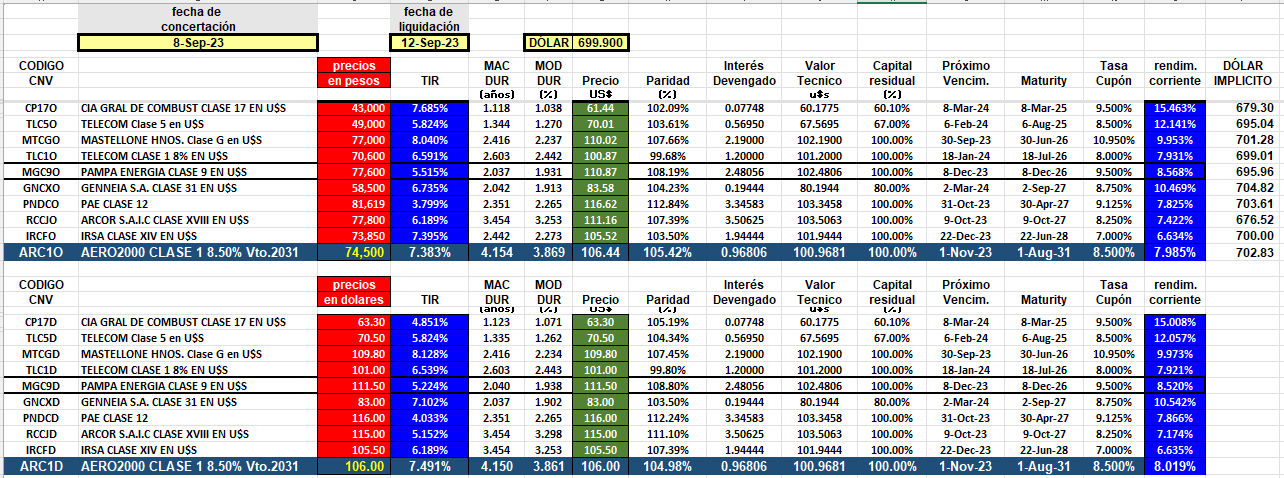 fecha de fecha de
concertación liquidación
8-Sep-23 12-Sep-23 DÓLAR 699.900
CODIGO precios MAC MOD Interés Valor Capital Próximo Tasa rendim. DÓLAR
CNV en pesos TIR DUR DUR Precio Paridad Devengado Tecnico residual Vencim. Maturity Cupón corriente IMPLICITO
(años) (%) US$ (%) u$s (%)
CP17O CIA GRAL DE COMBUST CLASE 17 EN U$S 43,000 7.685% 1.118 1.038 61.44 102.09% 0.07748 60.1775 60.10% 8-Mar-24 8-Mar-25 9.500% 15.463% 679.30
TLC5O TELECOM Clase 5 en U$S 49,000 5.824% 1.344 1.270 70.01 103.61% 0.56950 67.5695 67.00% 6-Feb-24 6-Aug-25 8.500% 12.141% 695.04
MTCGO MASTELLONE HNOS. Clase G en U$S 77,000 8.040% 2.416 2.237 110.02 107.66% 2.19000 102.1900 100.00% 30-Sep-23 30-Jun-26 10.950% 9.953% 701.28
TLC1O TELECOM CLASE 1 8% EN U$S 70,600 6.591% 2.603 2.442 100.87 99.68% 1.20000 101.2000 100.00% 18-Jan-24 18-Jul-26 8.000% 7.931% 699.01
MGC9O PAMPA ENERGIA CLASE 9 EN U$S 77,600 5.515% 2.037 1.931 110.87 108.19% 2.48056 102.4806 100.00% 8-Dec-23 8-Dec-26 9.500% 8.568% 695.96
GNCXO GENNEIA S.A. CLASE 31 EN U$S 58,500 6.735% 2.042 1.913 83.58 104.23% 0.19444 80.1944 80.00% 2-Mar-24 2-Sep-27 8.750% 10.469% 704.82
PNDCO PAE CLASE 12 81,619 3.799% 2.351 2.265 116.62 112.84% 3.34583 103.3458 100.00% 31-Oct-23 30-Apr-27 9.125% 7.825% 703.61
RCCJO ARCOR S.A.I.C CLASE XVIII EN U$S 77,800 6.189% 3.454 3.253 111.16 107.39% 3.50625 103.5063 100.00% 9-Oct-23 9-Oct-27 8.250% 7.422% 676.52
IRCFO IRSA CLASE XIV EN U$S 73,850 7.395% 2.442 2.273 105.52 103.50% 1.94444 101.9444 100.00% 22-Dec-23 22-Jun-28 7.000% 6.634% 700.00
ARC1O AERO2000 CLASE 1 8.50% Vto.2031 74,500 7.383% 4.154 3.869 106.44 105.42% 0.96806 100.9681 100.00% 1-Nov-23 1-Aug-31 8.500% 7.985% 702.83
CODIGO precios MAC MOD Interés Valor Capital Próximo Tasa rendim.
CNV en dolares TIR DUR DUR Precio Paridad Devengado Tecnico residual Vencim. Maturity Cupón corriente
(años) (%) US$ (%) u$s (%)
CP17D CIA GRAL DE COMBUST CLASE 17 EN U$S 63.30 4.851% 1.123 1.071 63.30 105.19% 0.07748 60.1775 60.10% 8-Mar-24 8-Mar-25 9.500% 15.008%
TLC5D TELECOM Clase 5 en U$S 70.50 5.824% 1.335 1.262 70.50 104.34% 0.56950 67.5695 67.00% 6-Feb-24 6-Aug-25 8.500% 12.057%
MTCGD MASTELLONE HNOS. Clase G en U$S 109.80 8.128% 2.416 2.234 109.80 107.45% 2.19000 102.1900 100.00% 30-Sep-23 30-Jun-26 10.950% 9.973%
TLC1D TELECOM CLASE 1 8% EN U$S 101.00 6.539% 2.603 2.443 101.00 99.80% 1.20000 101.2000 100.00% 18-Jan-24 18-Jul-26 8.000% 7.921%
MGC9D PAMPA ENERGIA CLASE 9 EN U$S 111.50 5.224% 2.040 1.938 111.50 108.80% 2.48056 102.4806 100.00% 8-Dec-23 8-Dec-26 9.500% 8.520%
GNCXD GENNEIA S.A. CLASE 31 EN U$S 83.00 7.102% 2.037 1.902 83.00 103.50% 0.19444 80.1944 80.00% 2-Mar-24 2-Sep-27 8.750% 10.542%
PNDCD PAE CLASE 12 116.00 4.033% 2.351 2.265 116.00 112.24% 3.34583 103.3458 100.00% 31-Oct-23 30-Apr-27 9.125% 7.866%
RCCJD ARCOR S.A.I.C CLASE XVIII EN U$S 115.00 5.152% 3.454 3.298 115.00 111.10% 3.50625 103.5063 100.00% 9-Oct-23 9-Oct-27 8.250% 7.174%
IRCFD IRSA CLASE XIV EN U$S 105.50 6.189% 3.454 3.253 105.50 107.39% 1.94444 101.9444 100.00% 22-Dec-23 22-Jun-28 7.000% 6.635%
ARC1D AERO2000 CLASE 1 8.50% Vto.2031 106.00 7.491% 4.150 3.861 106.00 104.98% 0.96806 100.9681 100.00% 1-Nov-23 1-Aug-31 8.500% 8.019%